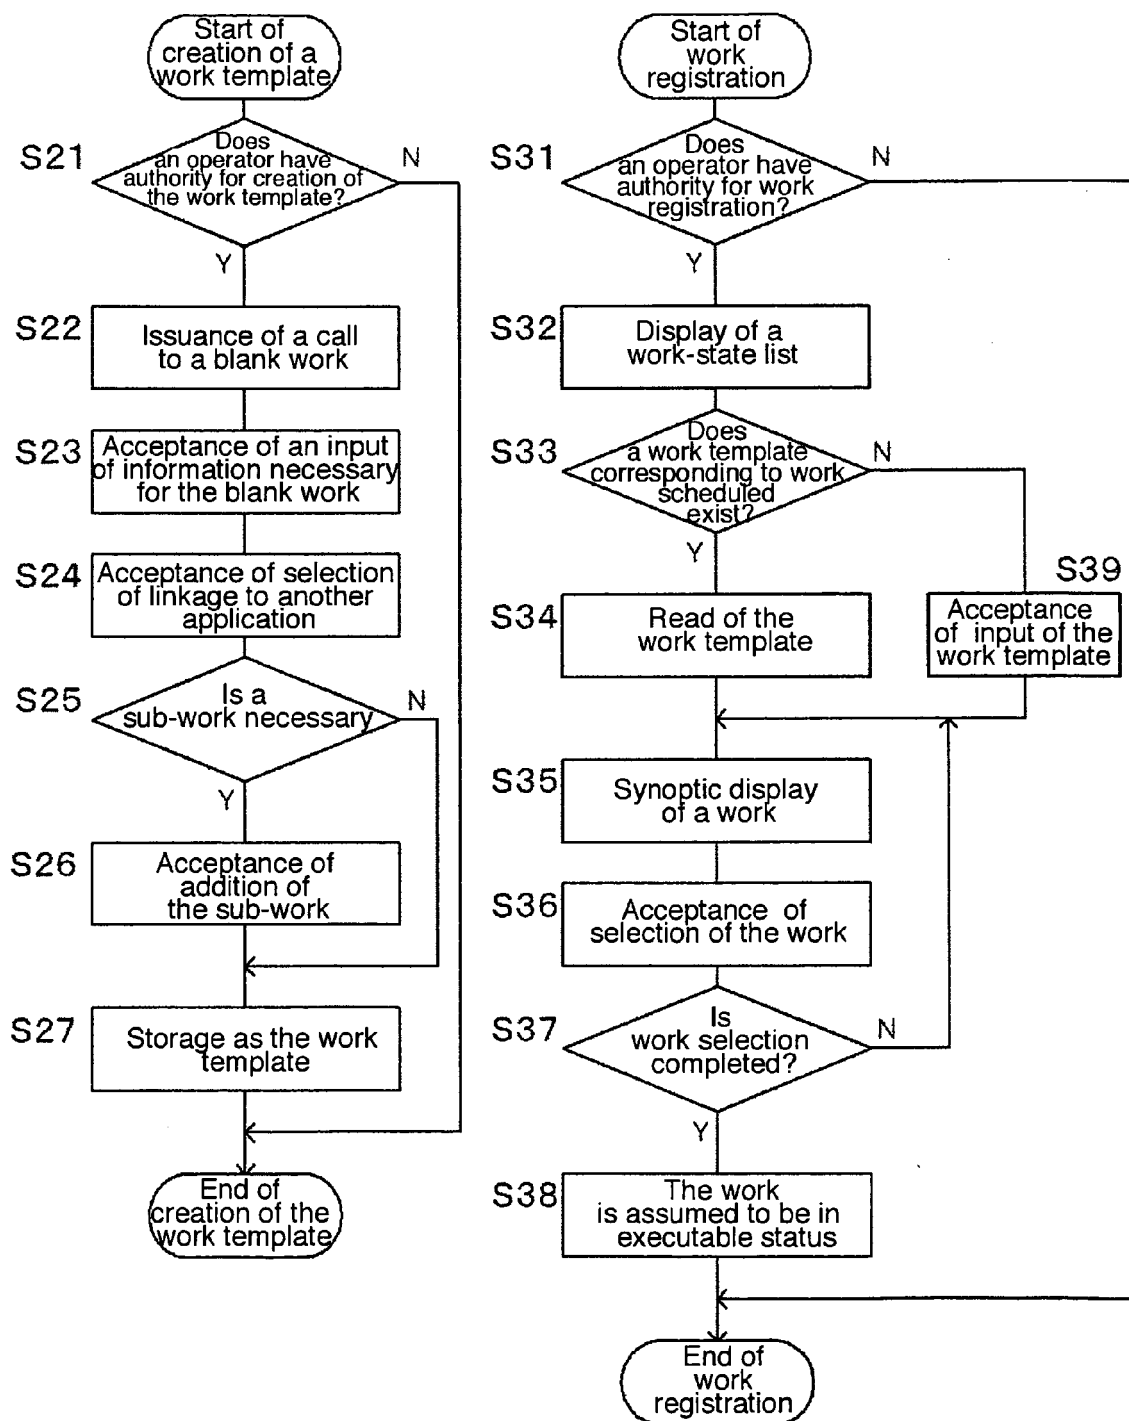 Start of
creation of a
work template
S21
Does
an operator have
authority for creation of
the work template?
N
Y
S22
Issuance of a call
to a blank work
S23
Acceptance of an input
of information necessary
for the blank work
S24
Acceptance of selection
of linkage to another
application
S25
Is a
sub-work necessary
N
Y
S26
Acceptance of
addition of
the sub-work
S27
Storage as the work
template
End of
creation of the
work template
Start of
work
registration
S31
Does
an operator have
authority for work
registration?
N
Y
S32
Display of a
work-state list
S33
Does
a work template
corresponding to work
scheduled
exist?
N
Y
S34
Read of the
work template
S39
Acceptance
of input of the
work template
S35
Synoptic display
of a work
S36
Acceptance of
selection of the work
S37
Is
work selection
completed?
N
Y
S38
The work
is assumed to be in
executable status
End of
work
registration